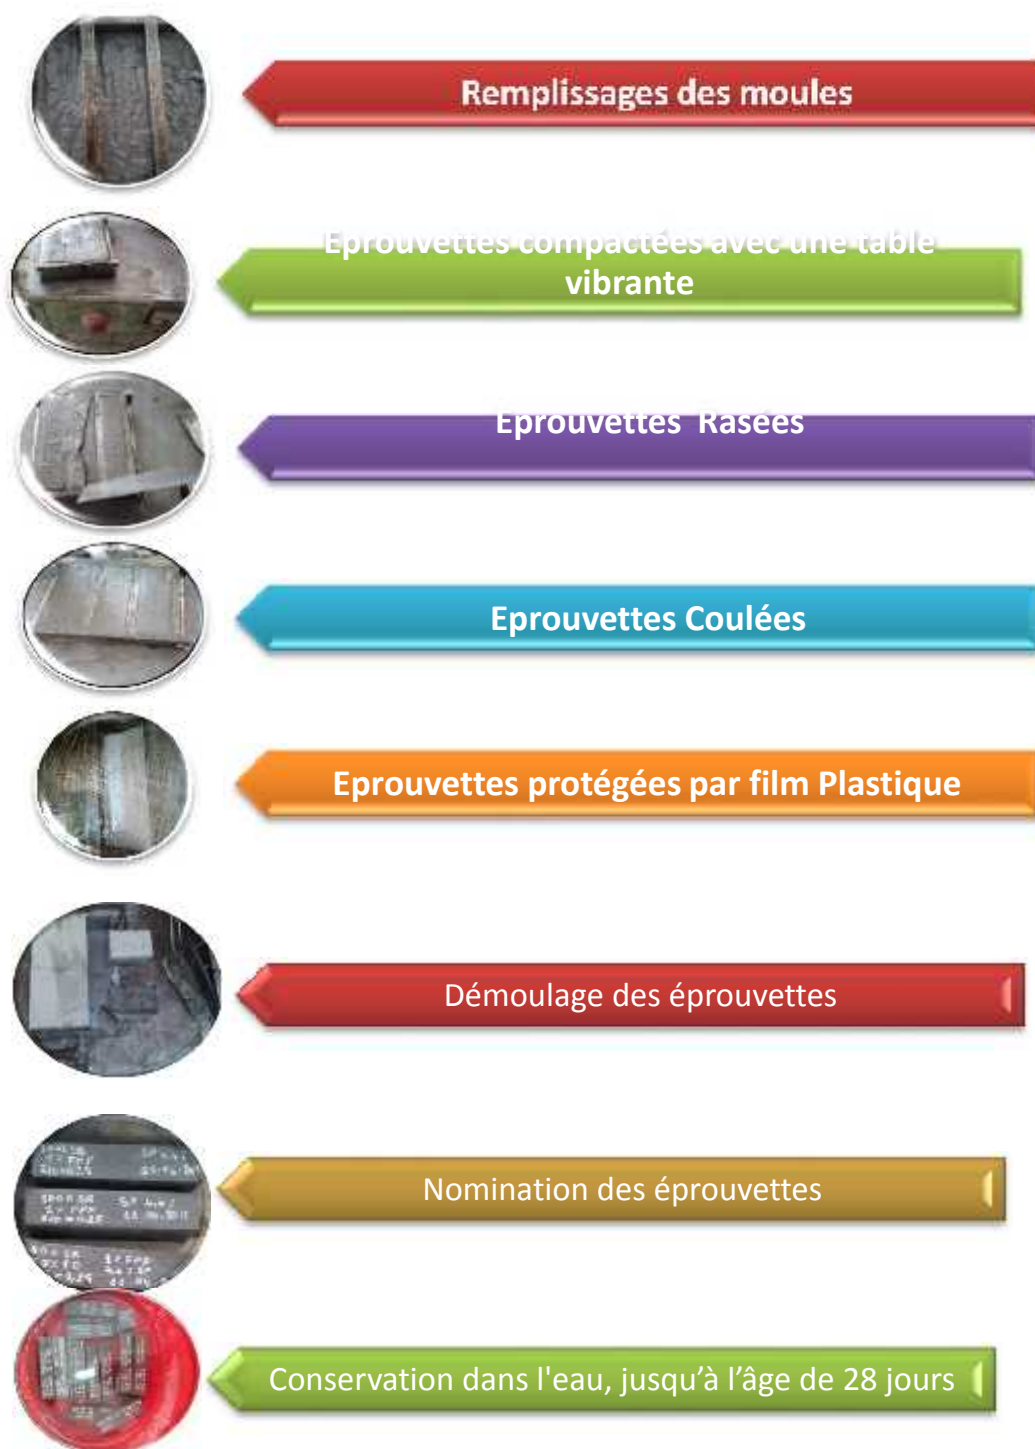 Remplissages des moules
Eprouvettes compactées avec une table
vibrante
Eprouvettes Rasées
Eprouvettes Coulées
Eprouvettes protégées par film Plastique
Démoulage des éprouvettes
Nomination des éprouvettes
Conservation dans l'eau, jusqu’à l’âge de 28 jours